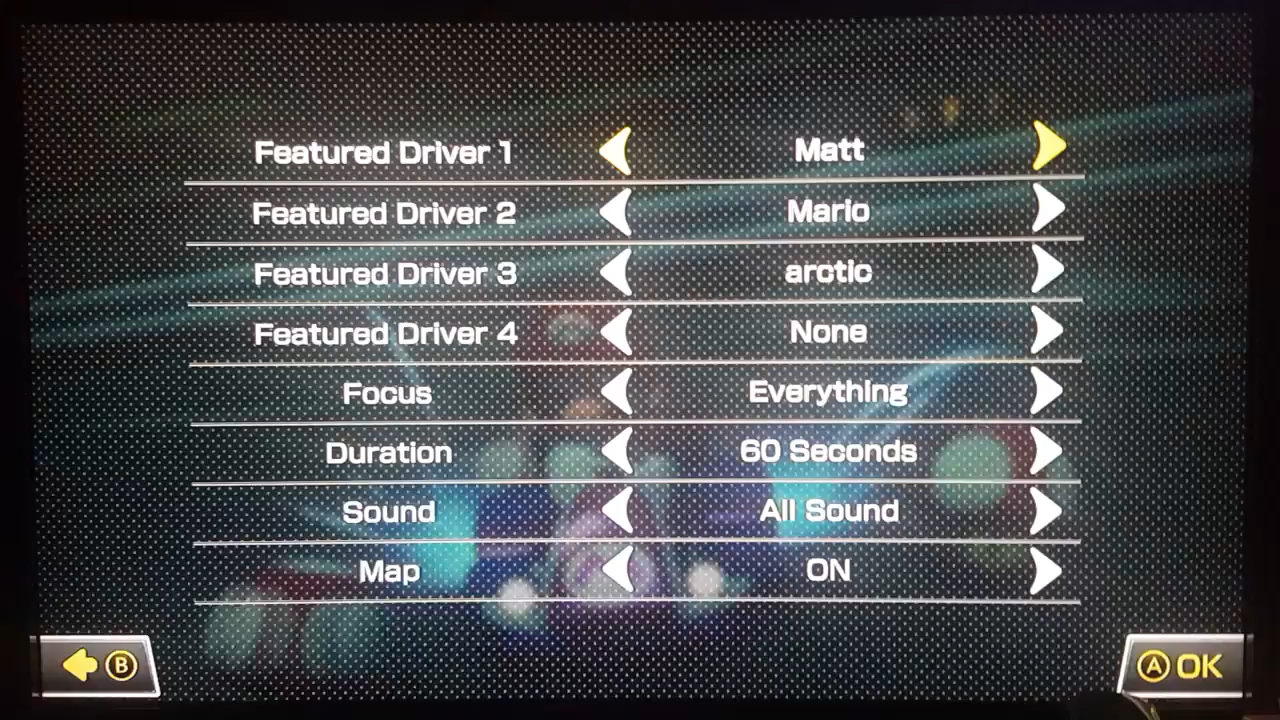 Featured Driver 1 Matt
Featured Driver 2 Mario
Featured Driver 3 arctic
Featured Driver 4 None
Focus Everything
Duration 60 Seconds
Sound All Sound
Map ON
B A OK